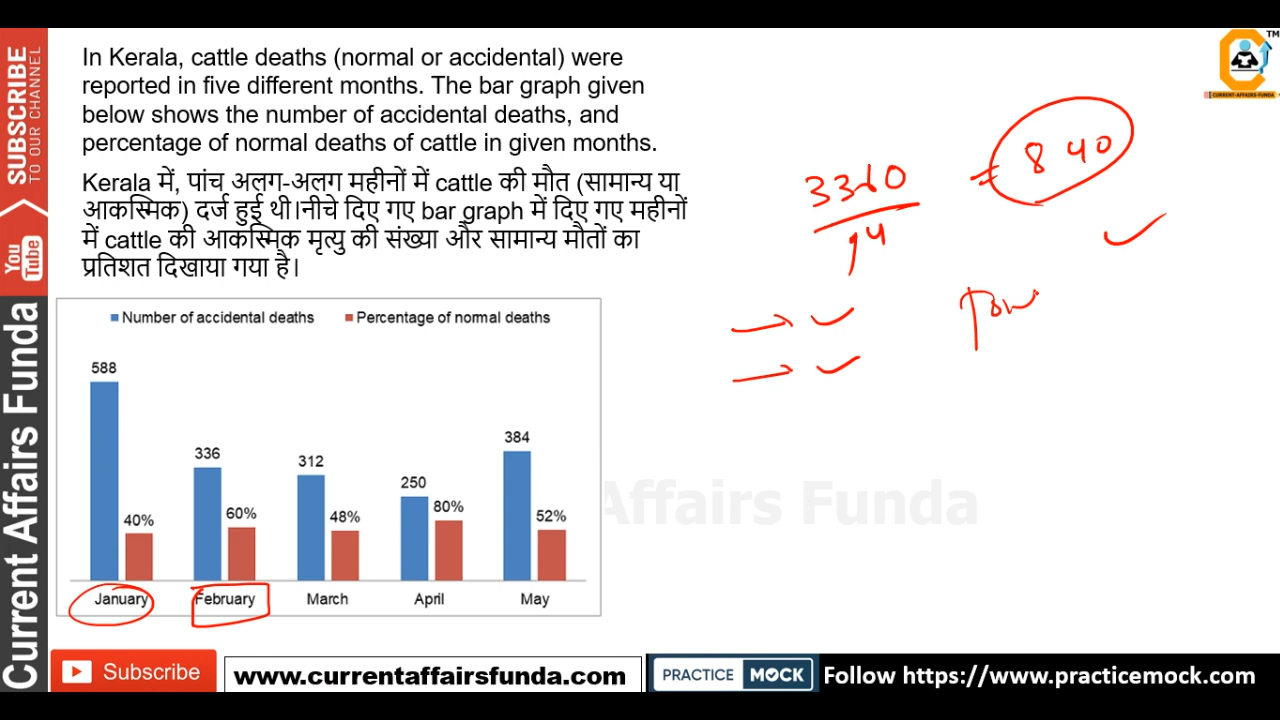 SUBSCRIBE
TO OUR CHANNEL
You
Tube
Current Affairs Funda
In Kerala, cattle deaths (normal or accidental) were
reported in five different months. The bar graph given
below shows the number of accidental deaths, and
percentage of normal deaths of cattle in given months.
Kerala में, पांच अलग-अलग महीनों में cattle की मौत (सामान्य या
आकस्मिक) दर्ज हुई थी।नीचे दिए गए bar graph में दिए गए महीनों
में cattle की आकस्मिक मृत्यु की संख्या और सामान्य मौतों का
प्रतिशत दिखाया गया है।
Number of accidental deaths Percentage of normal deaths
588
336
312
250
384
40%
60%
48%
80%
52%
January February March April May
TM
CURRENT-AFFAIRS-FUNDA
3360
= 840
Affairs Funda
Subscribe
www.currentaffairsfunda.com
PRACTICE MOCK
Follow https://www.practicemock.com